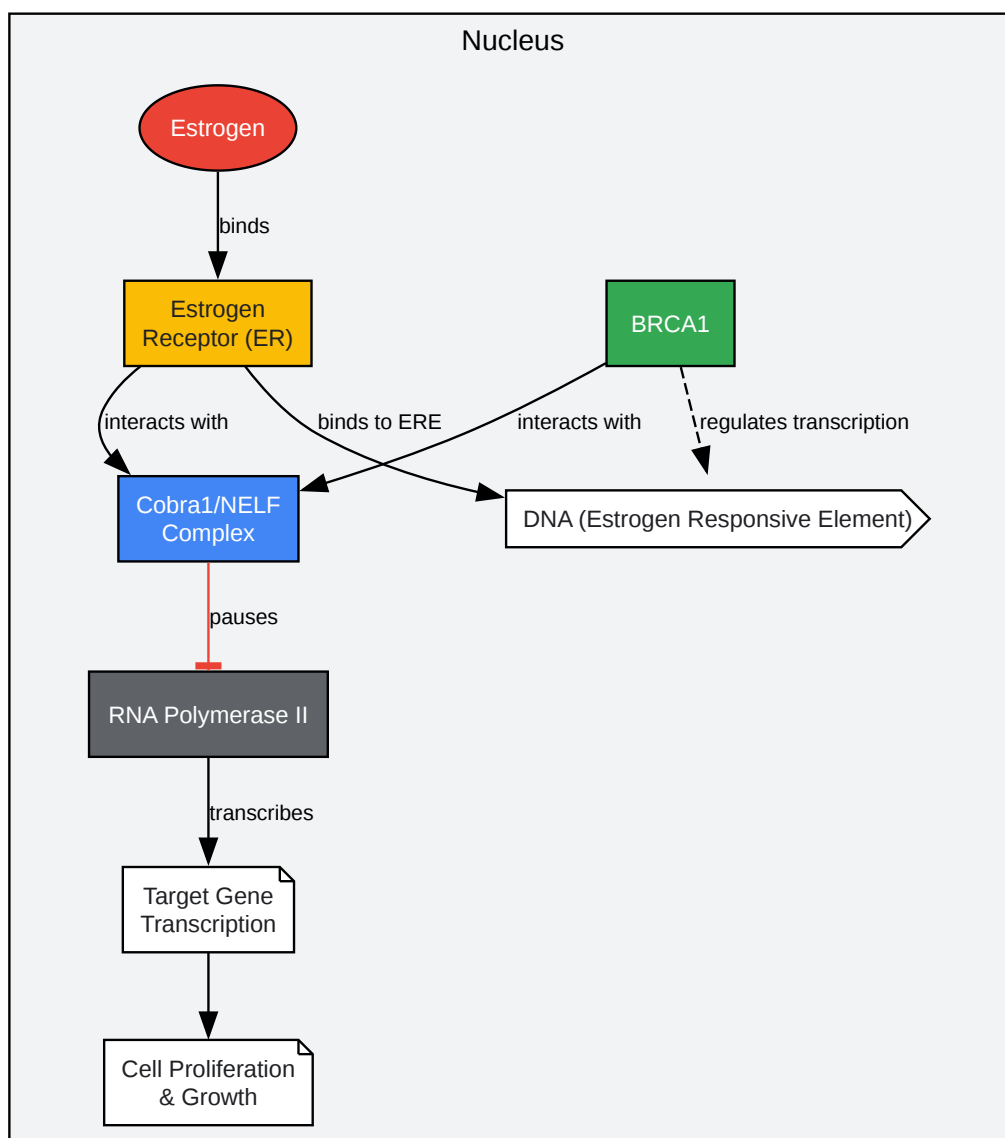 Nucleus
Estrogen
binds
Estrogen
Receptor (ER)
BRCA1
interacts with
binds to ERE
interacts with
regulates transcription
Cobra1/NELF
Complex
DNA (Estrogen Responsive Element)
pauses
RNA Polymerase II
transcribes
Target Gene
Transcription
Cell Proliferation
& Growth